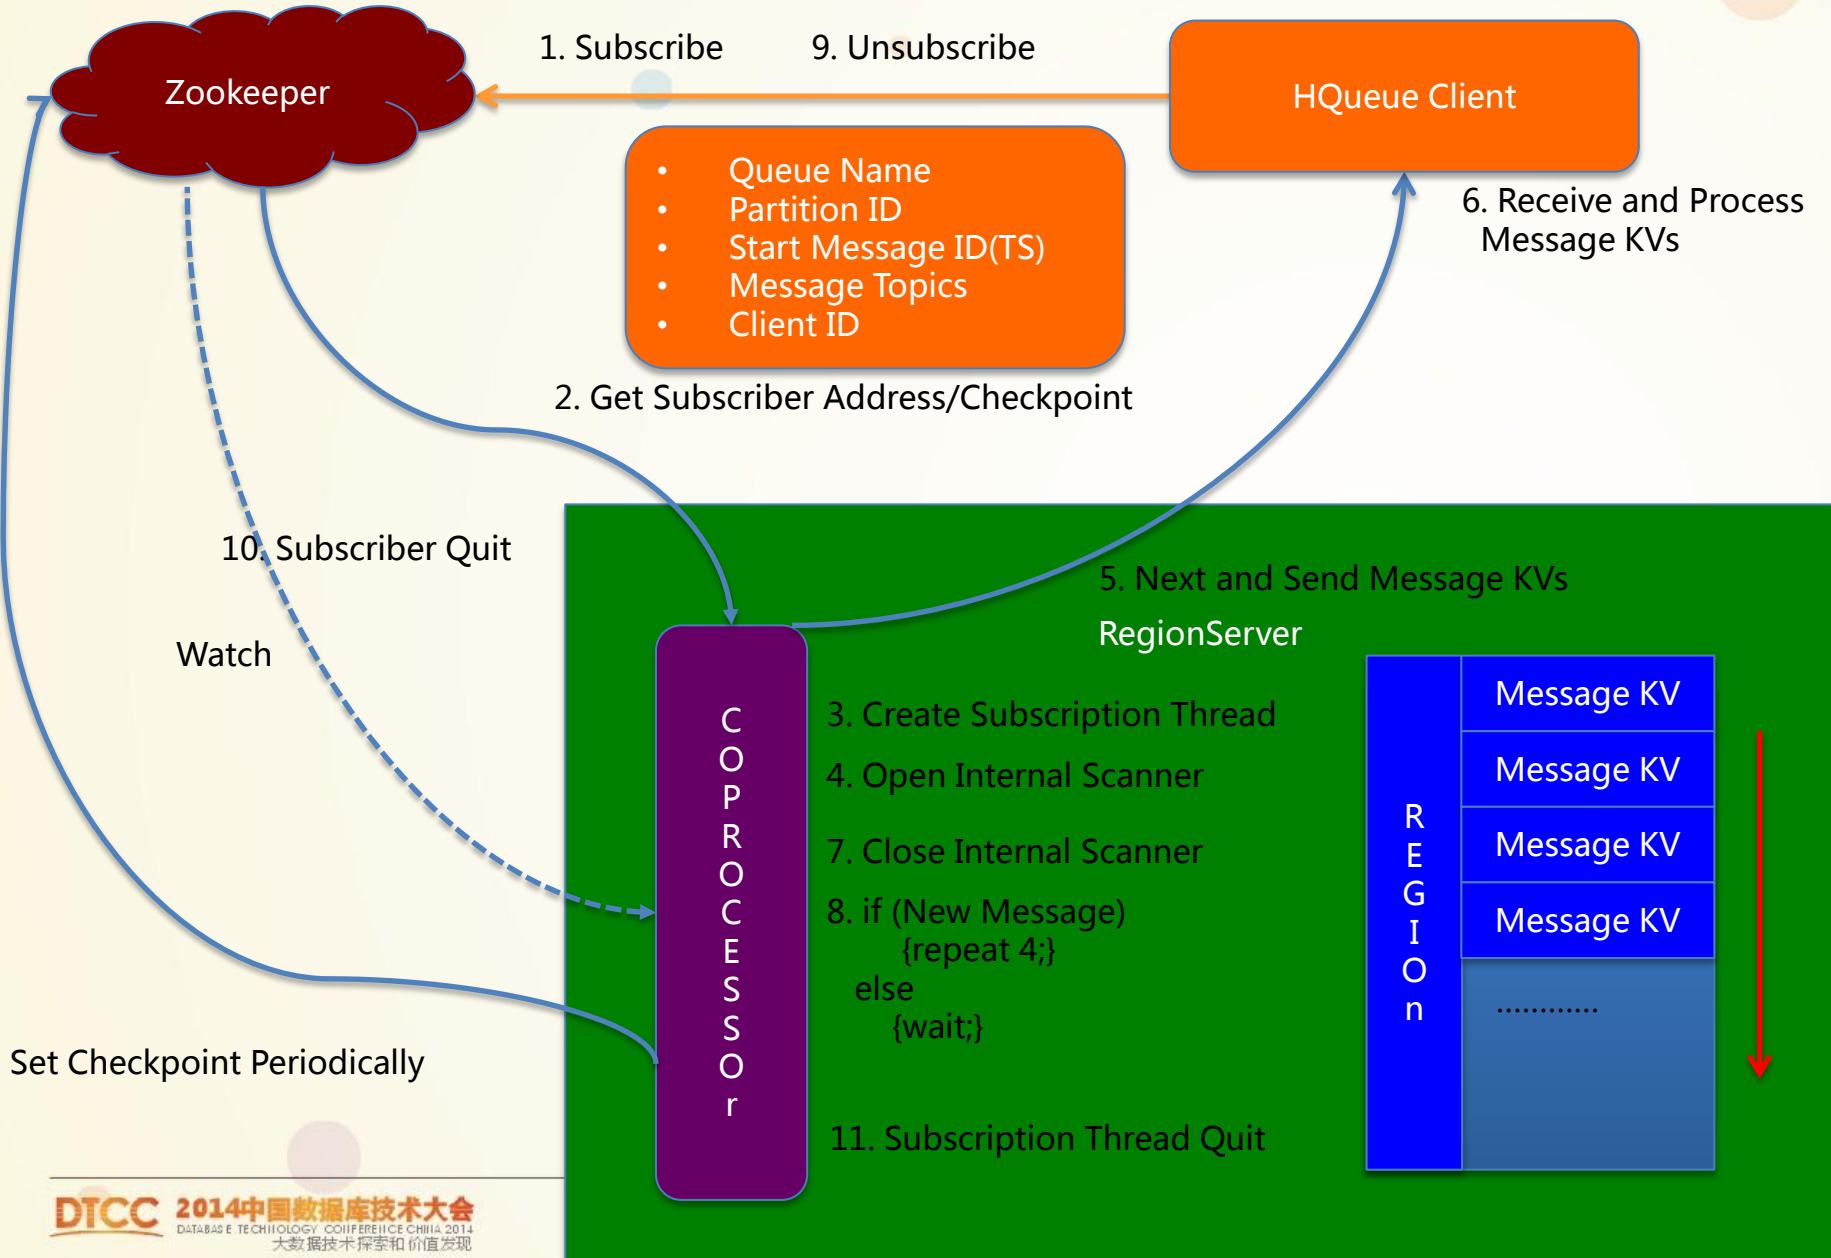 Zookeeper
1. Subscribe
9. Unsubscribe
HQueue Client
• Queue Name
• Partition ID
• Start Message ID(TS)
• Message Topics
• Client ID
6. Receive and Process
Message KVs
2. Get Subscriber Address/Checkpoint
10. Subscriber Quit
Watch
5. Next and Send Message KVs
RegionServer
COPROCESSOr
3. Create Subscription Thread
4. Open Internal Scanner
7. Close Internal Scanner
8. if (New Message)
{repeat 4;}
else
{wait;}
11. Subscription Thread Quit
REGIOn
Message KV
Message KV
Message KV
Message KV
............
Set Checkpoint Periodically
DTCC
2014中国数据库技术大会
DATABASE TECHNOLOGY CONFERENCE CHINA 2014
大数据技术探索和价值发现